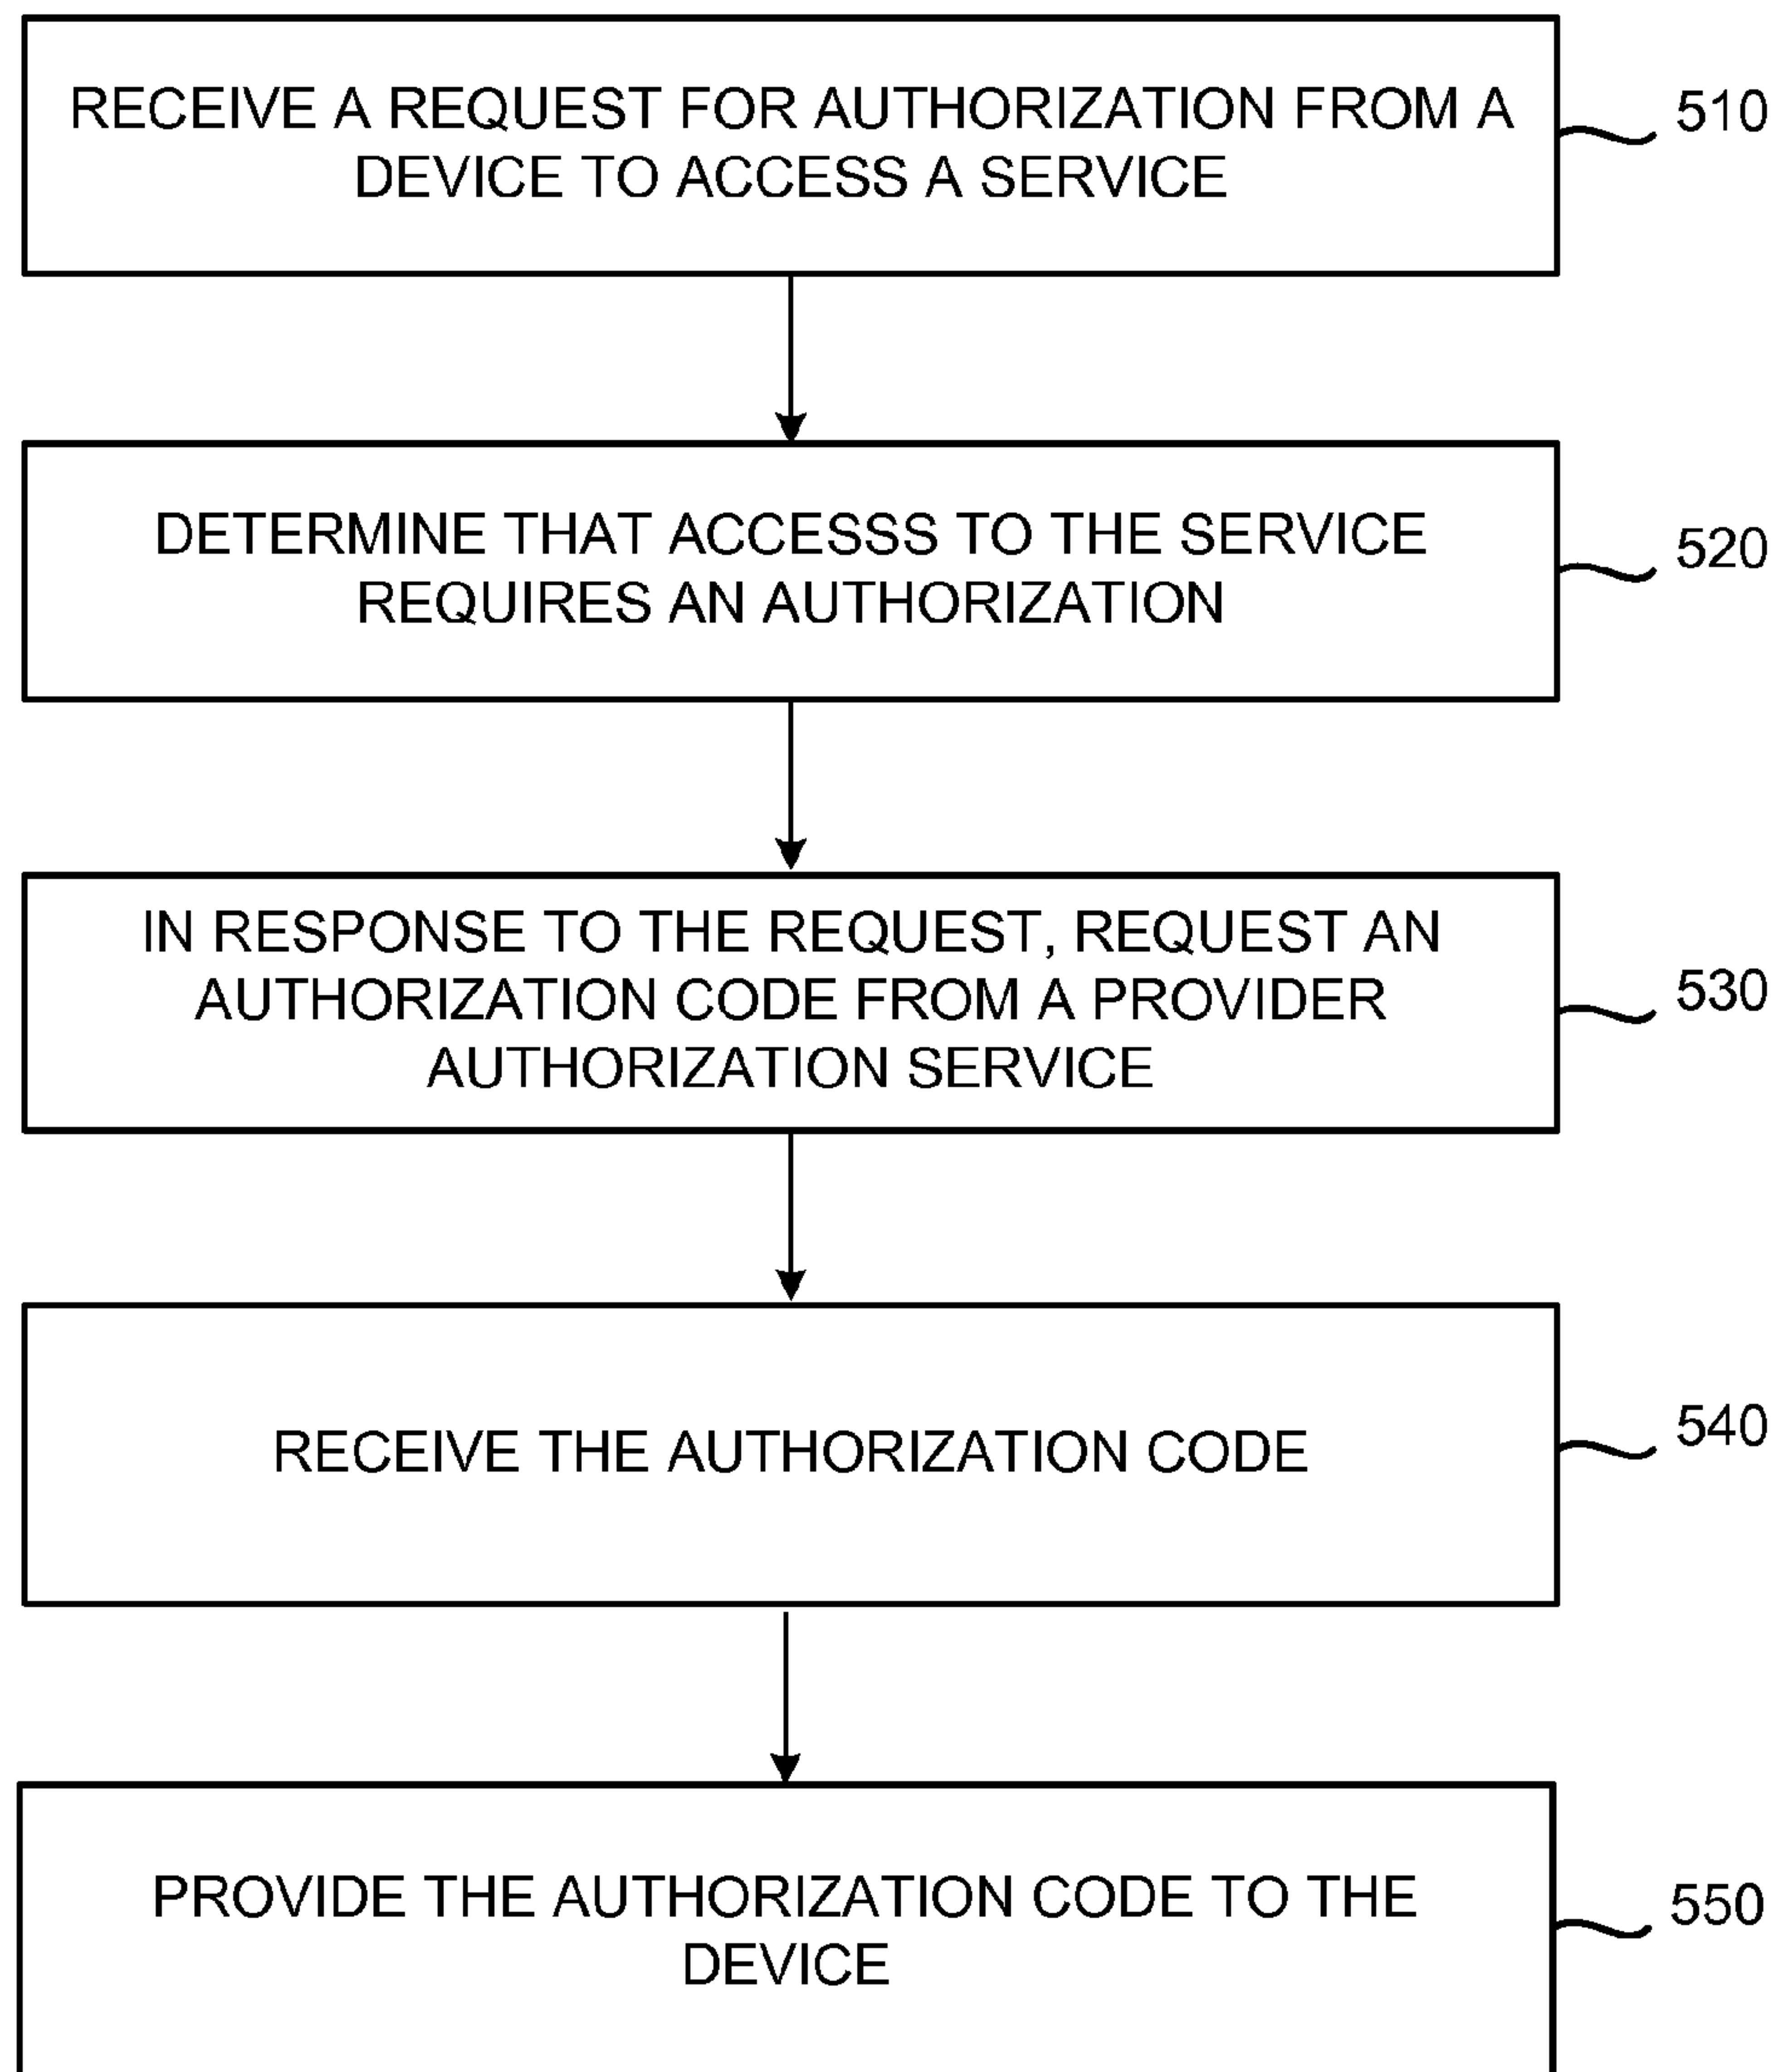 RECEIVE A REQUEST FOR AUTHORIZATION FROM A
DEVICE TO ACCESS A SERVICE
510
DETERMINE THAT ACCESSS TO THE SERVICE
REQUIRES AN AUTHORIZATION
520
IN RESPONSE TO THE REQUEST, REQUEST AN
AUTHORIZATION CODE FROM A PROVIDER
AUTHORIZATION SERVICE
530
RECEIVE THE AUTHORIZATION CODE
540
PROVIDE THE AUTHORIZATION CODE TO THE
DEVICE
550